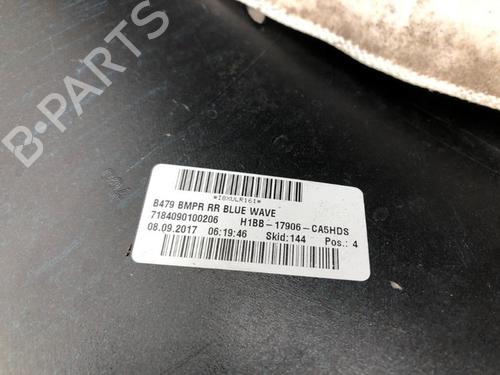 B-PARTS
*I8XULR16I*
B479 BMPR RR BLUE WAVE
7184090100206 H1BB-17906-CA5HDS
08.09.2017 06:19:46 Skid:144 Pos.: 4